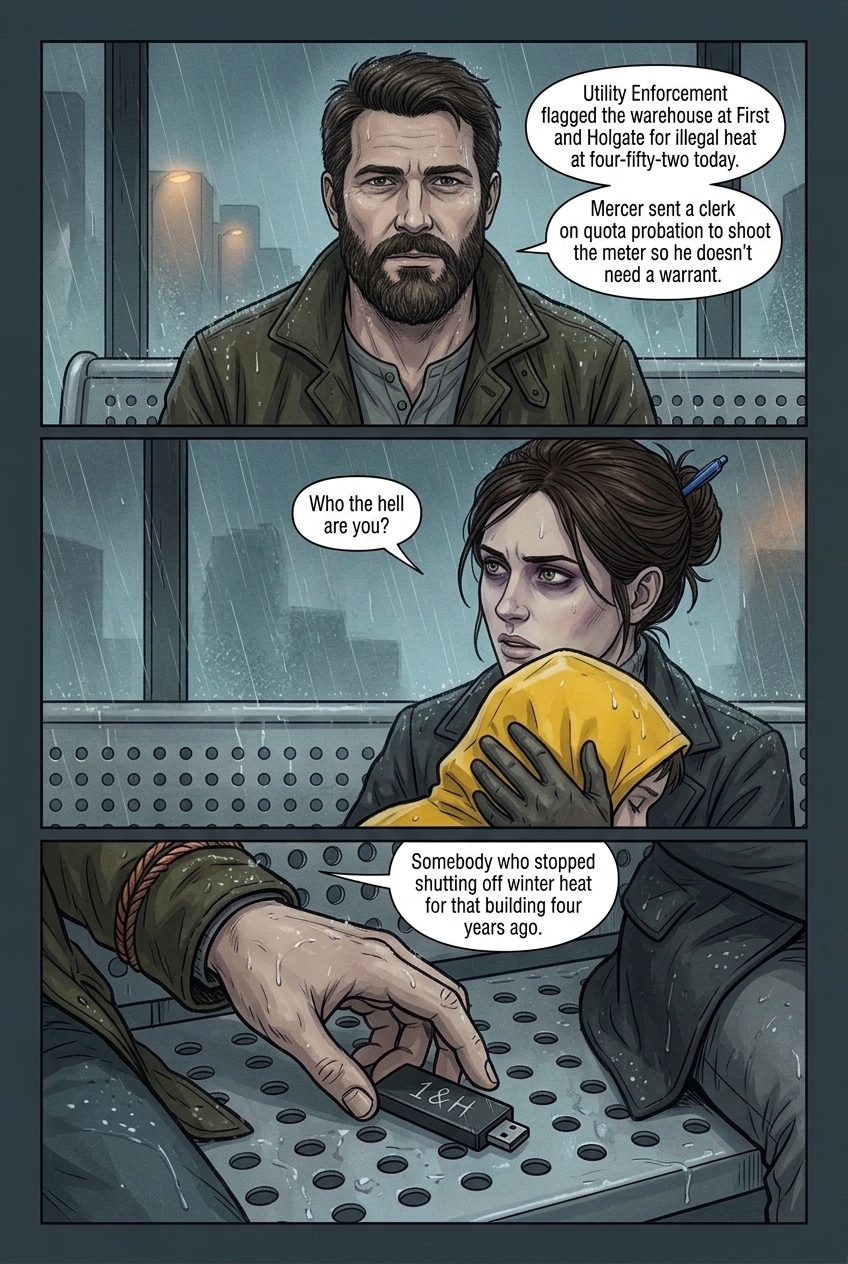 Utility Enforcement
flagged the warehouse at First
and Holgate for illegal heat
at four-fifty-two today.
Mercer sent a clerk
on quota probation to shoot
the meter so he doesn't
need a warrant.
Who the hell
are you?
Somebody who stopped
shutting off winter heat
for that building four
years ago.
1&H